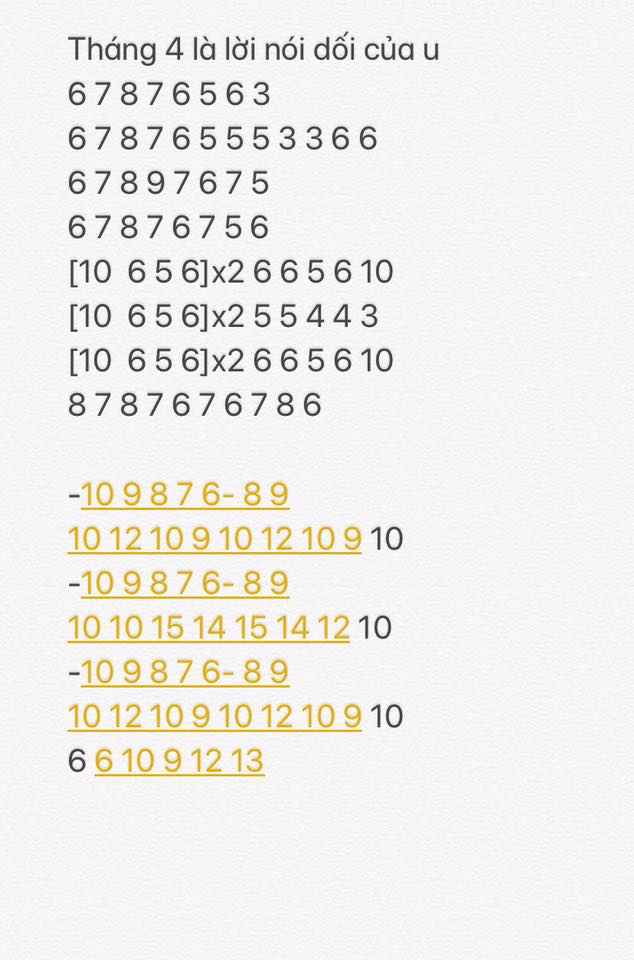 Tháng 4 là lời nói dối của u
6 7 8 7 6 5 6 3
6 7 8 7 6 5 5 5 3 3 6 6
6 7 8 9 7 6 7 5
6 7 8 7 6 7 5 6
[10  6 5 6]x2 6 6 5 6 10
[10  6 5 6]x2 5 5 4 4 3
[10  6 5 6]x2 6 6 5 6 10
8 7 8 7 6 7 6 7 8 6
-10 9 8 7 6- 8 9
10 12 10 9 10 12 10 9 10
-10 9 8 7 6- 8 9
10 10 15 14 15 14 12 10
-10 9 8 7 6- 8 9
10 12 10 9 10 12 10 9 10
6 6 10 9 12 13